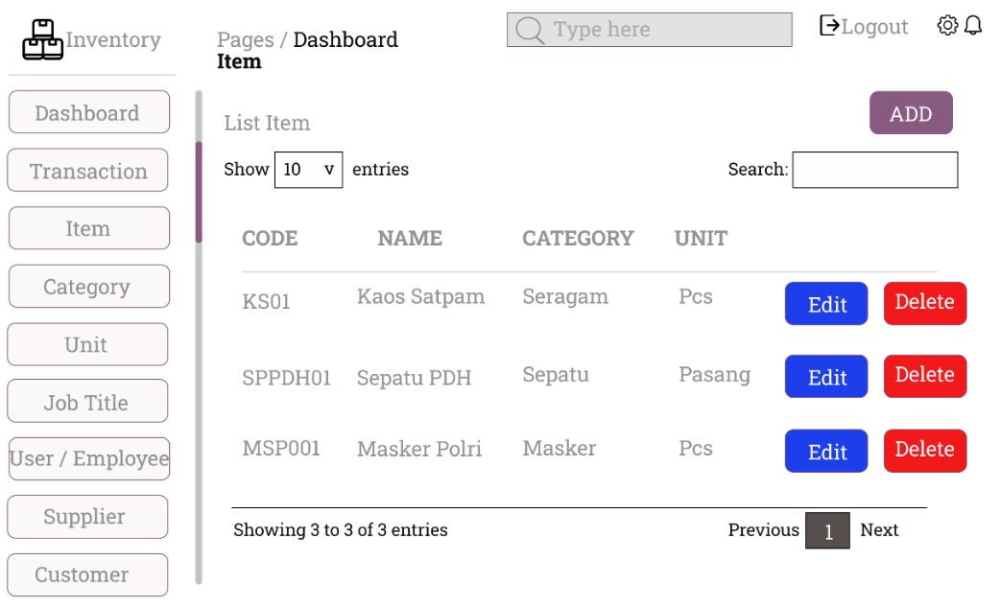 Inventory
Pages / Dashboard
Item
Type here
Logout
Dashboard
Transaction
Item
Category
Unit
Job Title
User / Employee
Supplier
Customer
List Item
ADD
Show 10 v entries
Search:
CODE NAME CATEGORY UNIT
KS01 Kaos Satpam Seragam Pcs Edit Delete
SPPDH01 Sepatu PDH Sepatu Pasang Edit Delete
MSP001 Masker Polri Masker Pcs Edit Delete
Showing 3 to 3 of 3 entries
Previous 1 Next